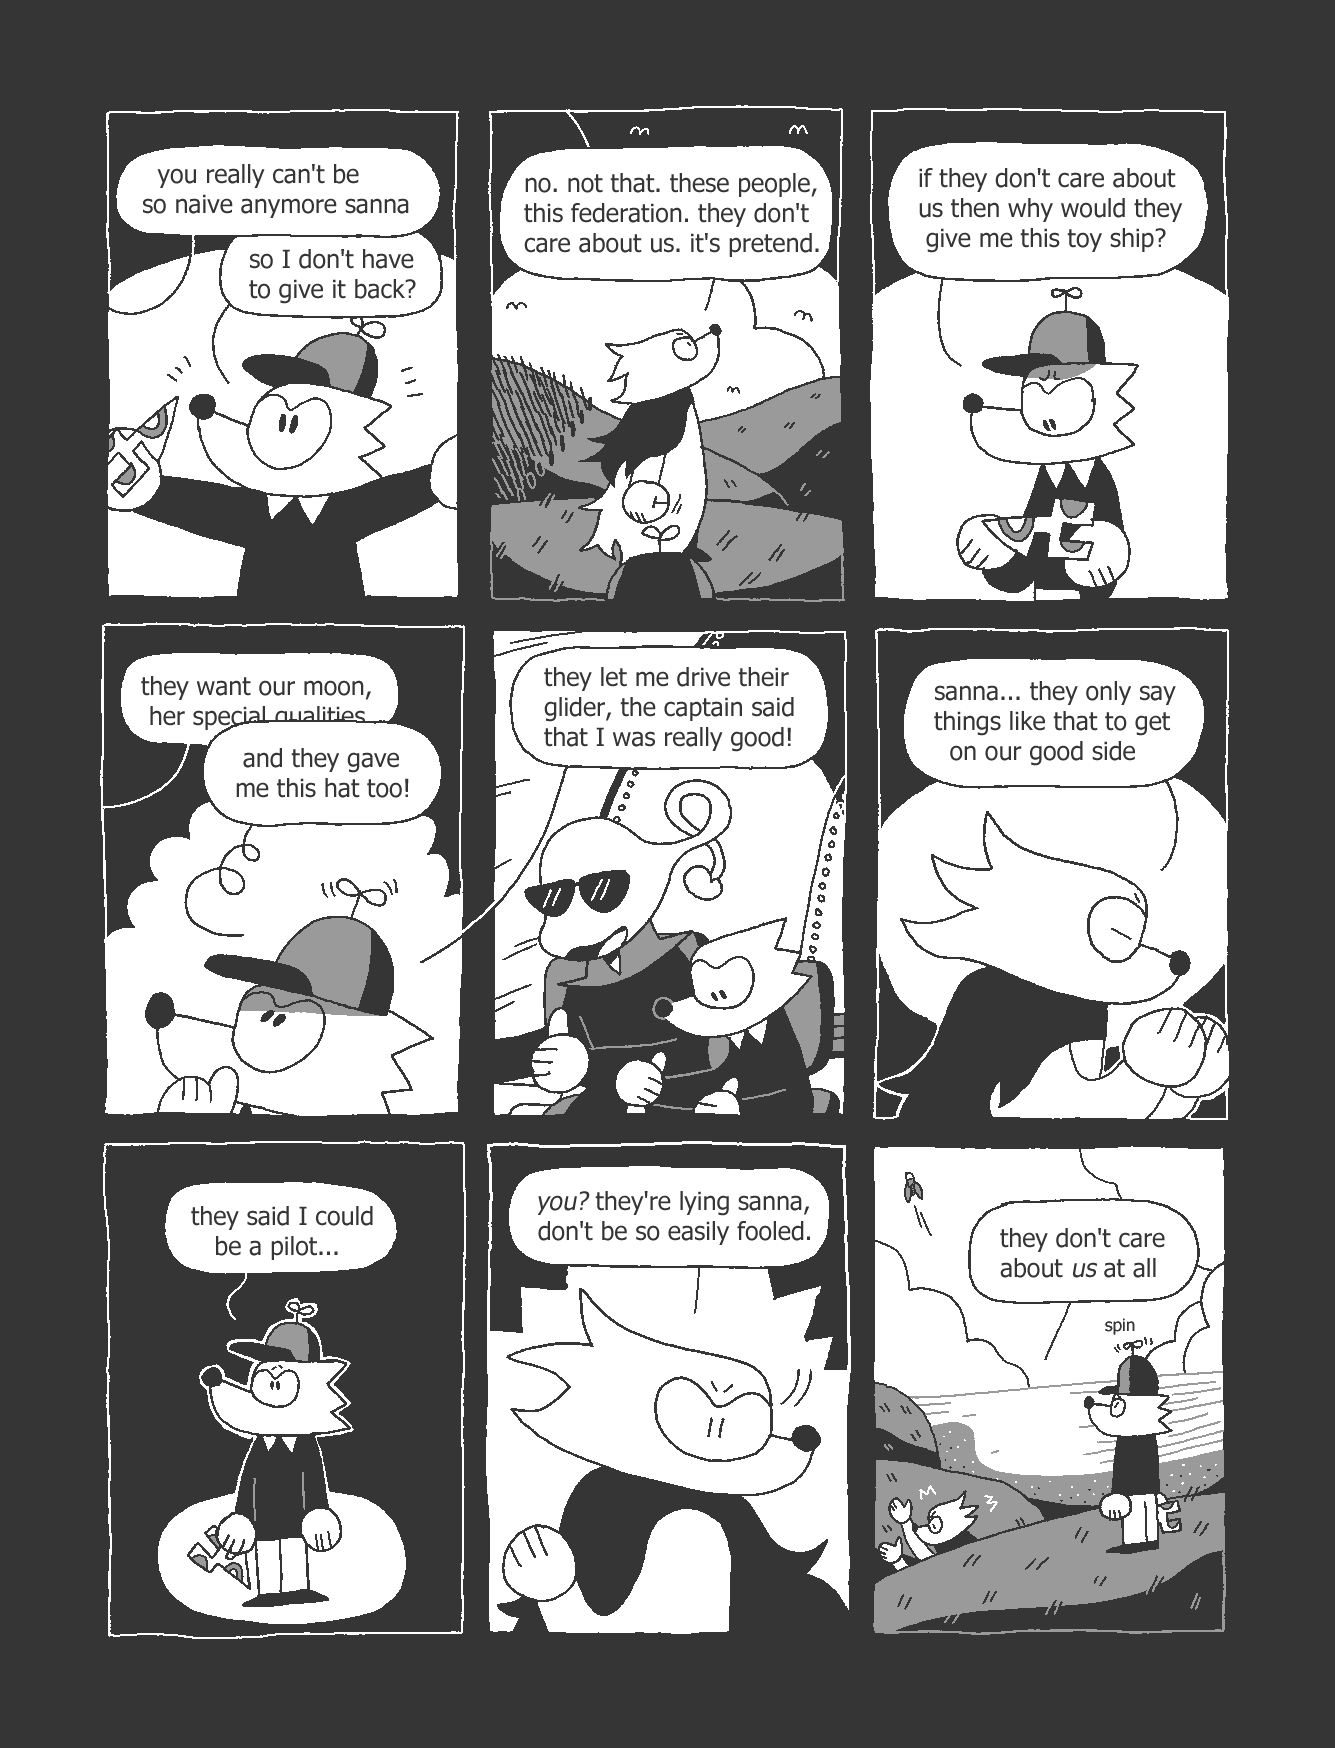 you really can't be
so naive anymore sanna
so I don't have
to give it back?
no. not that. these people,
this federation. they don't
care about us. it's pretend.
if they don't care about
us then why would they
give me this toy ship?
they want our moon,
her special qualities
and they gave
me this hat too!
they let me drive their
glider, the captain said
that I was really good!
sanna... they only say
things like that to get
on our good side
they said I could
be a pilot...
you? they're lying sanna,
don't be so easily fooled.
they don't care
about us at all
spin